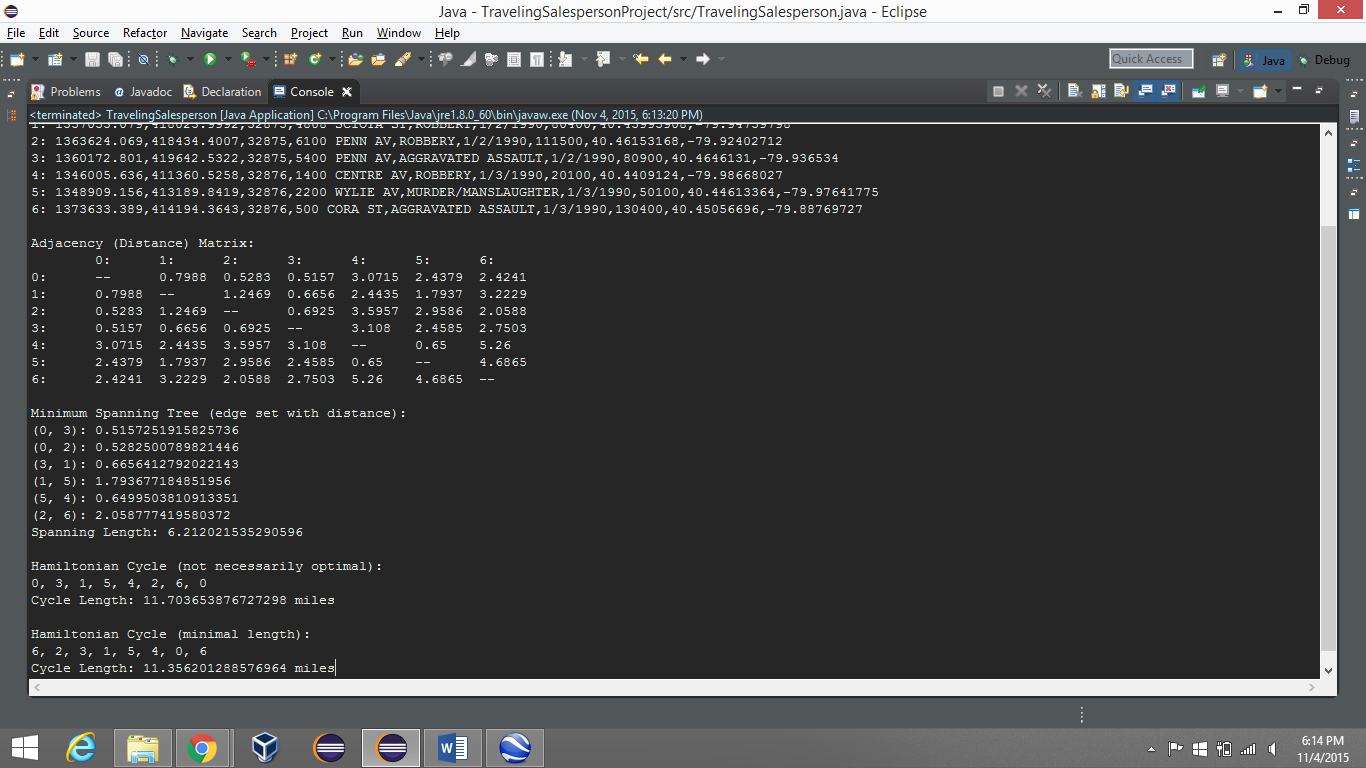 Java - TravelingSalespersonProject/src/TravelingSalesperson.java - Eclipse
File Edit Source Refactor Navigate Search Project Run Window Help
Quick Access Java Debug
Problems @ Javadoc Declaration Console
<terminated> TravelingSalesperson [Java Application] C:\Program Files\Java\jre1.8.0_60\bin\javaw.exe (Nov 4, 2015, 6:13:20 PM)
2: 1363624.069,418434.4007,32875,6100 PENN AV,ROBBERY,1/2/1990,111500,40.46153168,-79.92402712
3: 1360172.801,419642.5322,32875,5400 PENN AV,AGGRAVATED ASSAULT,1/2/1990,80900,40.4646131,-79.936534
4: 1346005.636,411360.5258,32876,1400 CENTRE AV,ROBBERY,1/3/1990,20100,40.4409124,-79.98668027
5: 1348909.156,413189.8419,32876,2200 WYLIE AV,MURDER/MANSLAUGHTER,1/3/1990,50100,40.44613364,-79.97641775
6: 1373633.389,414194.3643,32876,500 CORA ST,AGGRAVATED ASSAULT,1/3/1990,130400,40.45056696,-79.88769727
Adjacency (Distance) Matrix:
0: 1: 2: 3: 4: 5: 6:
0: -- 0.7988 0.5283 0.5157 3.0715 2.4379 2.4241
1: 0.7988 -- 1.2469 0.6656 2.4435 1.7937 3.2229
2: 0.5283 1.2469 -- 0.6925 3.5957 2.9586 2.0588
3: 0.5157 0.6656 0.6925 -- 3.108 2.4585 2.7503
4: 3.0715 2.4435 3.5957 3.108 -- 0.65 5.26
5: 2.4379 1.7937 2.9586 2.4585 0.65 -- 4.6865
6: 2.4241 3.2229 2.0588 2.7503 5.26 4.6865 --
Minimum Spanning Tree (edge set with distance):
(0, 3): 0.5157251915825736
(0, 2): 0.5282500789821446
(3, 1): 0.6656412792022143
(1, 5): 1.793677184851956
(5, 4): 0.6499503810913351
(2, 6): 2.058777419580372
Spanning Length: 6.212021535290596
Hamiltonian Cycle (not necessarily optimal):
0, 3, 1, 5, 4, 2, 6, 0
Cycle Length: 11.703653876727298 miles
Hamiltonian Cycle (minimal length):
6, 2, 3, 1, 5, 4, 0, 6
Cycle Length: 11.356201288576964 miles
6:14 PM
11/4/2015